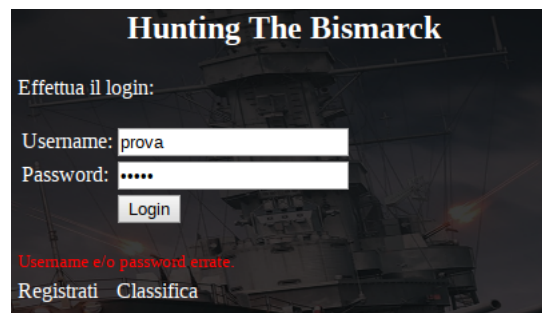 Hunting The Bismarck
Effettua il login:
Username: prova
Password: •••••
Login
Username e/o password errate.
Registrati Classifica